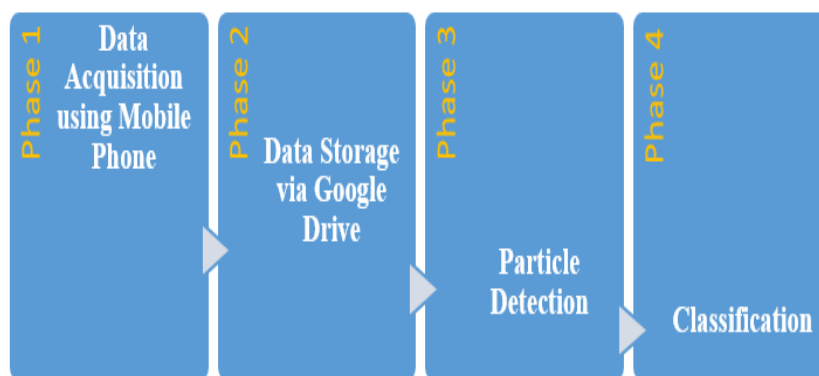 Phase 1
Data
Acquisition
using Mobile
Phone
Phase 2
Data Storage
via Google
Drive
Phase 3
Particle
Detection
Phase 4
Classification